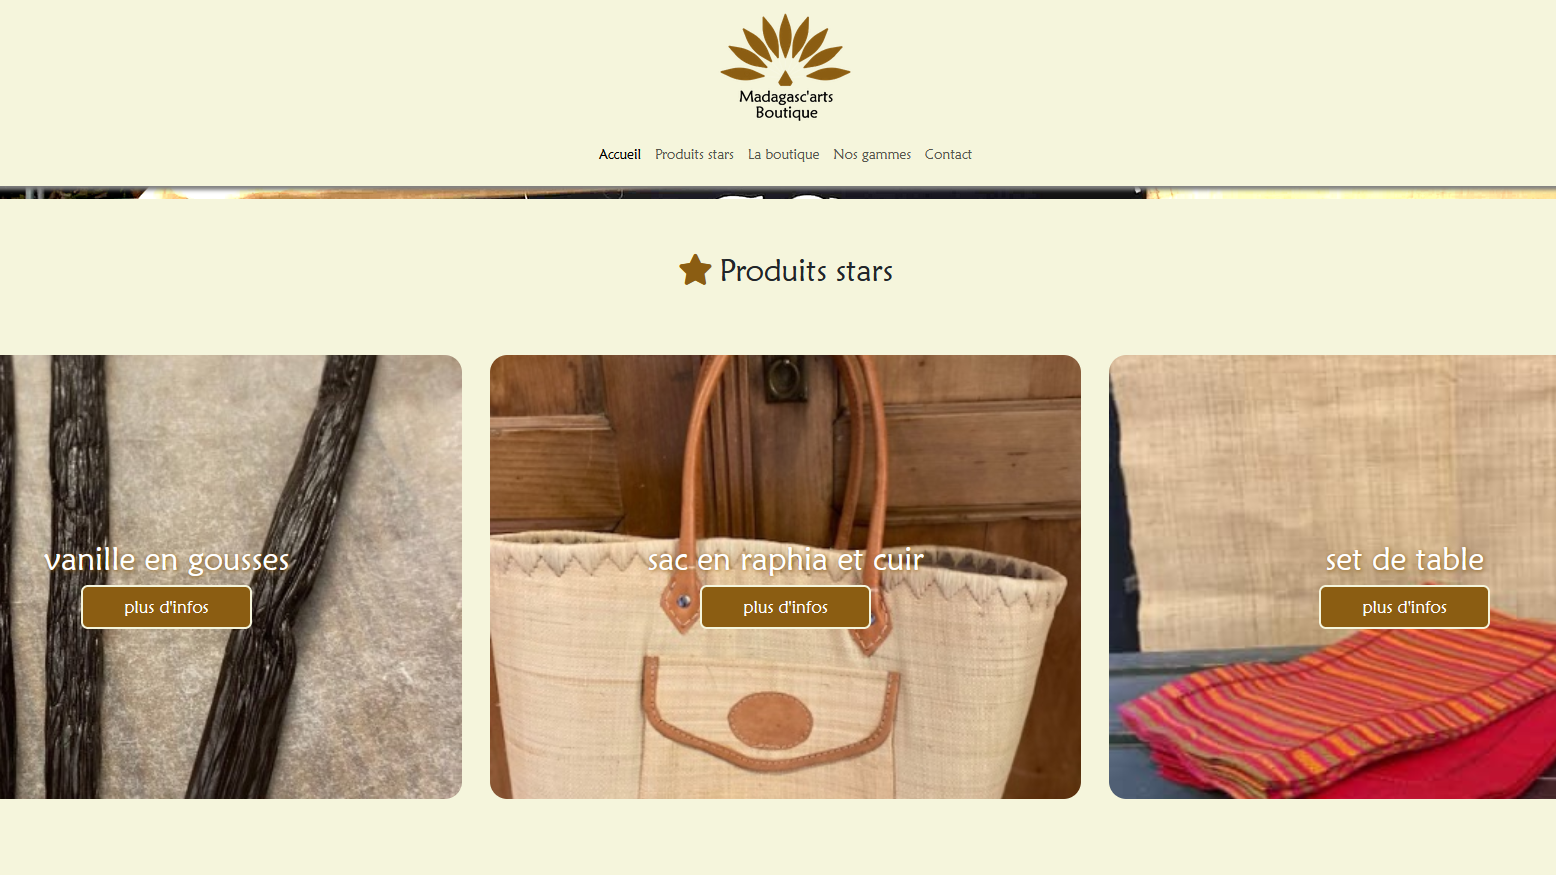 Madagasc'arts
Boutique
Accueil Produits stars La boutique Nos gammes Contact
Produits stars
vanille en gousses
plus d'infos
sac en raphia et cuir
plus d'infos
set de table
plus d'infos